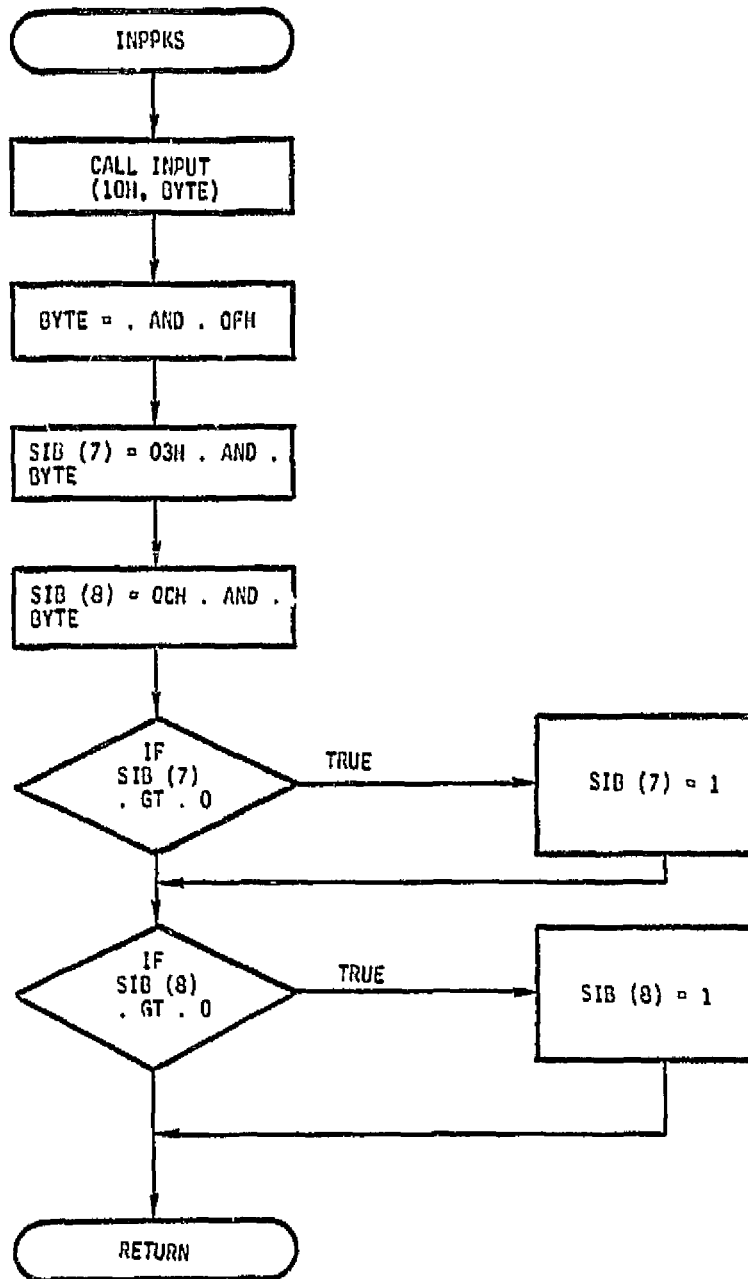 INPPKS
CALL INPUT
(10H, BYTE)
BYTE = . AND . 0FH
SIB (7) = 03H . AND .
BYTE
SIB (8) = 0CH . AND .
BYTE
IF
SIB (7)
. GT . 0
TRUE
SIB (7) = 1
IF
SIB (8)
. GT . 0
TRUE
SIB (8) = 1
RETURN